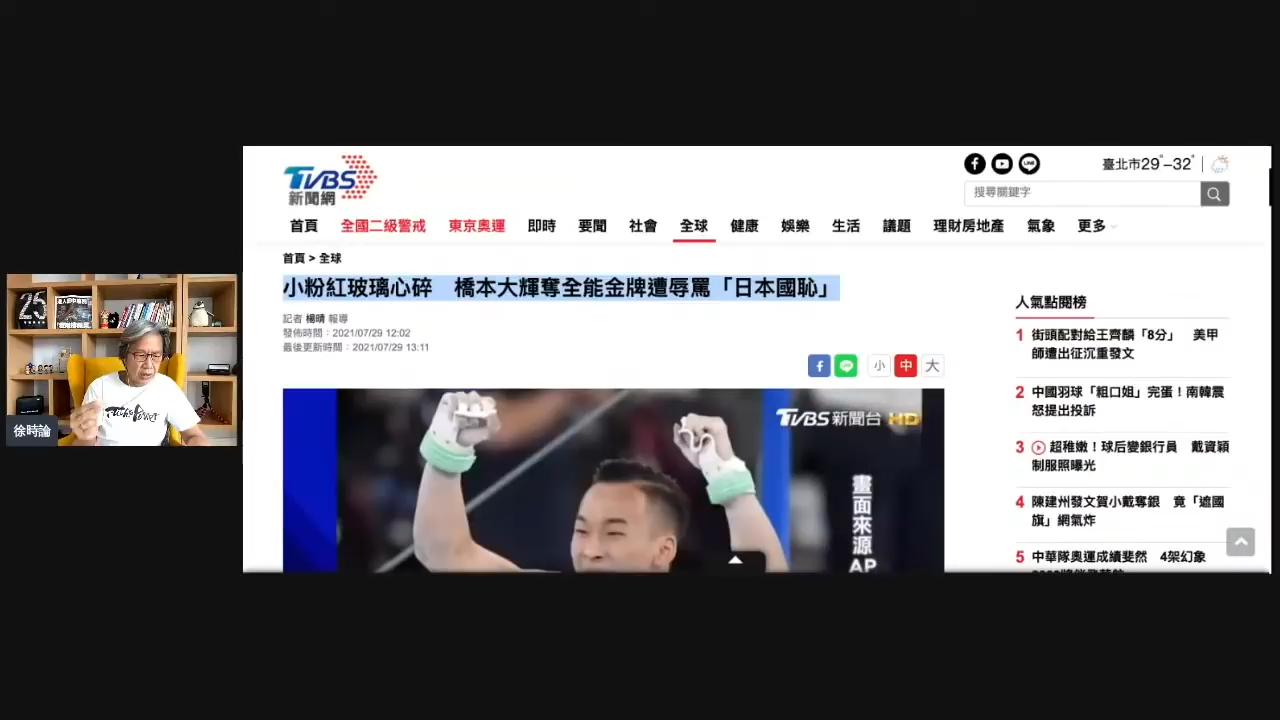 25
徐時論
TVBS
新聞網
臺北市29°-32°
搜尋關鍵字
首頁 全國二級警戒 東京奧運 即時 要聞 社會 全球 健康 娛樂 生活 議題 理財房地產 氣象 更多
首頁 > 全球
小粉紅玻璃心碎 橋本大輝奪全能金牌遭辱罵「日本國恥」
記者 楊晴 報導
發佈時間：2021/07/29 12:02
最後更新時間：2021/07/29 13:11
小 中 大
TVBS 新聞台 HD
畫面來源 AP
人氣點閱榜
1 街頭配對給王齊麟「8分」 美甲
師遭出征沉重發文
2 中國羽球「粗口姐」完蛋！南韓震
怒提出投訴
3 超稚嫩！球后變銀行員 戴資穎
制服照曝光
4 陳建州發文賀小戴奪銀 竟「遮國
旗」網氣炸
5 中華隊奧運成績斐然 4架幻象